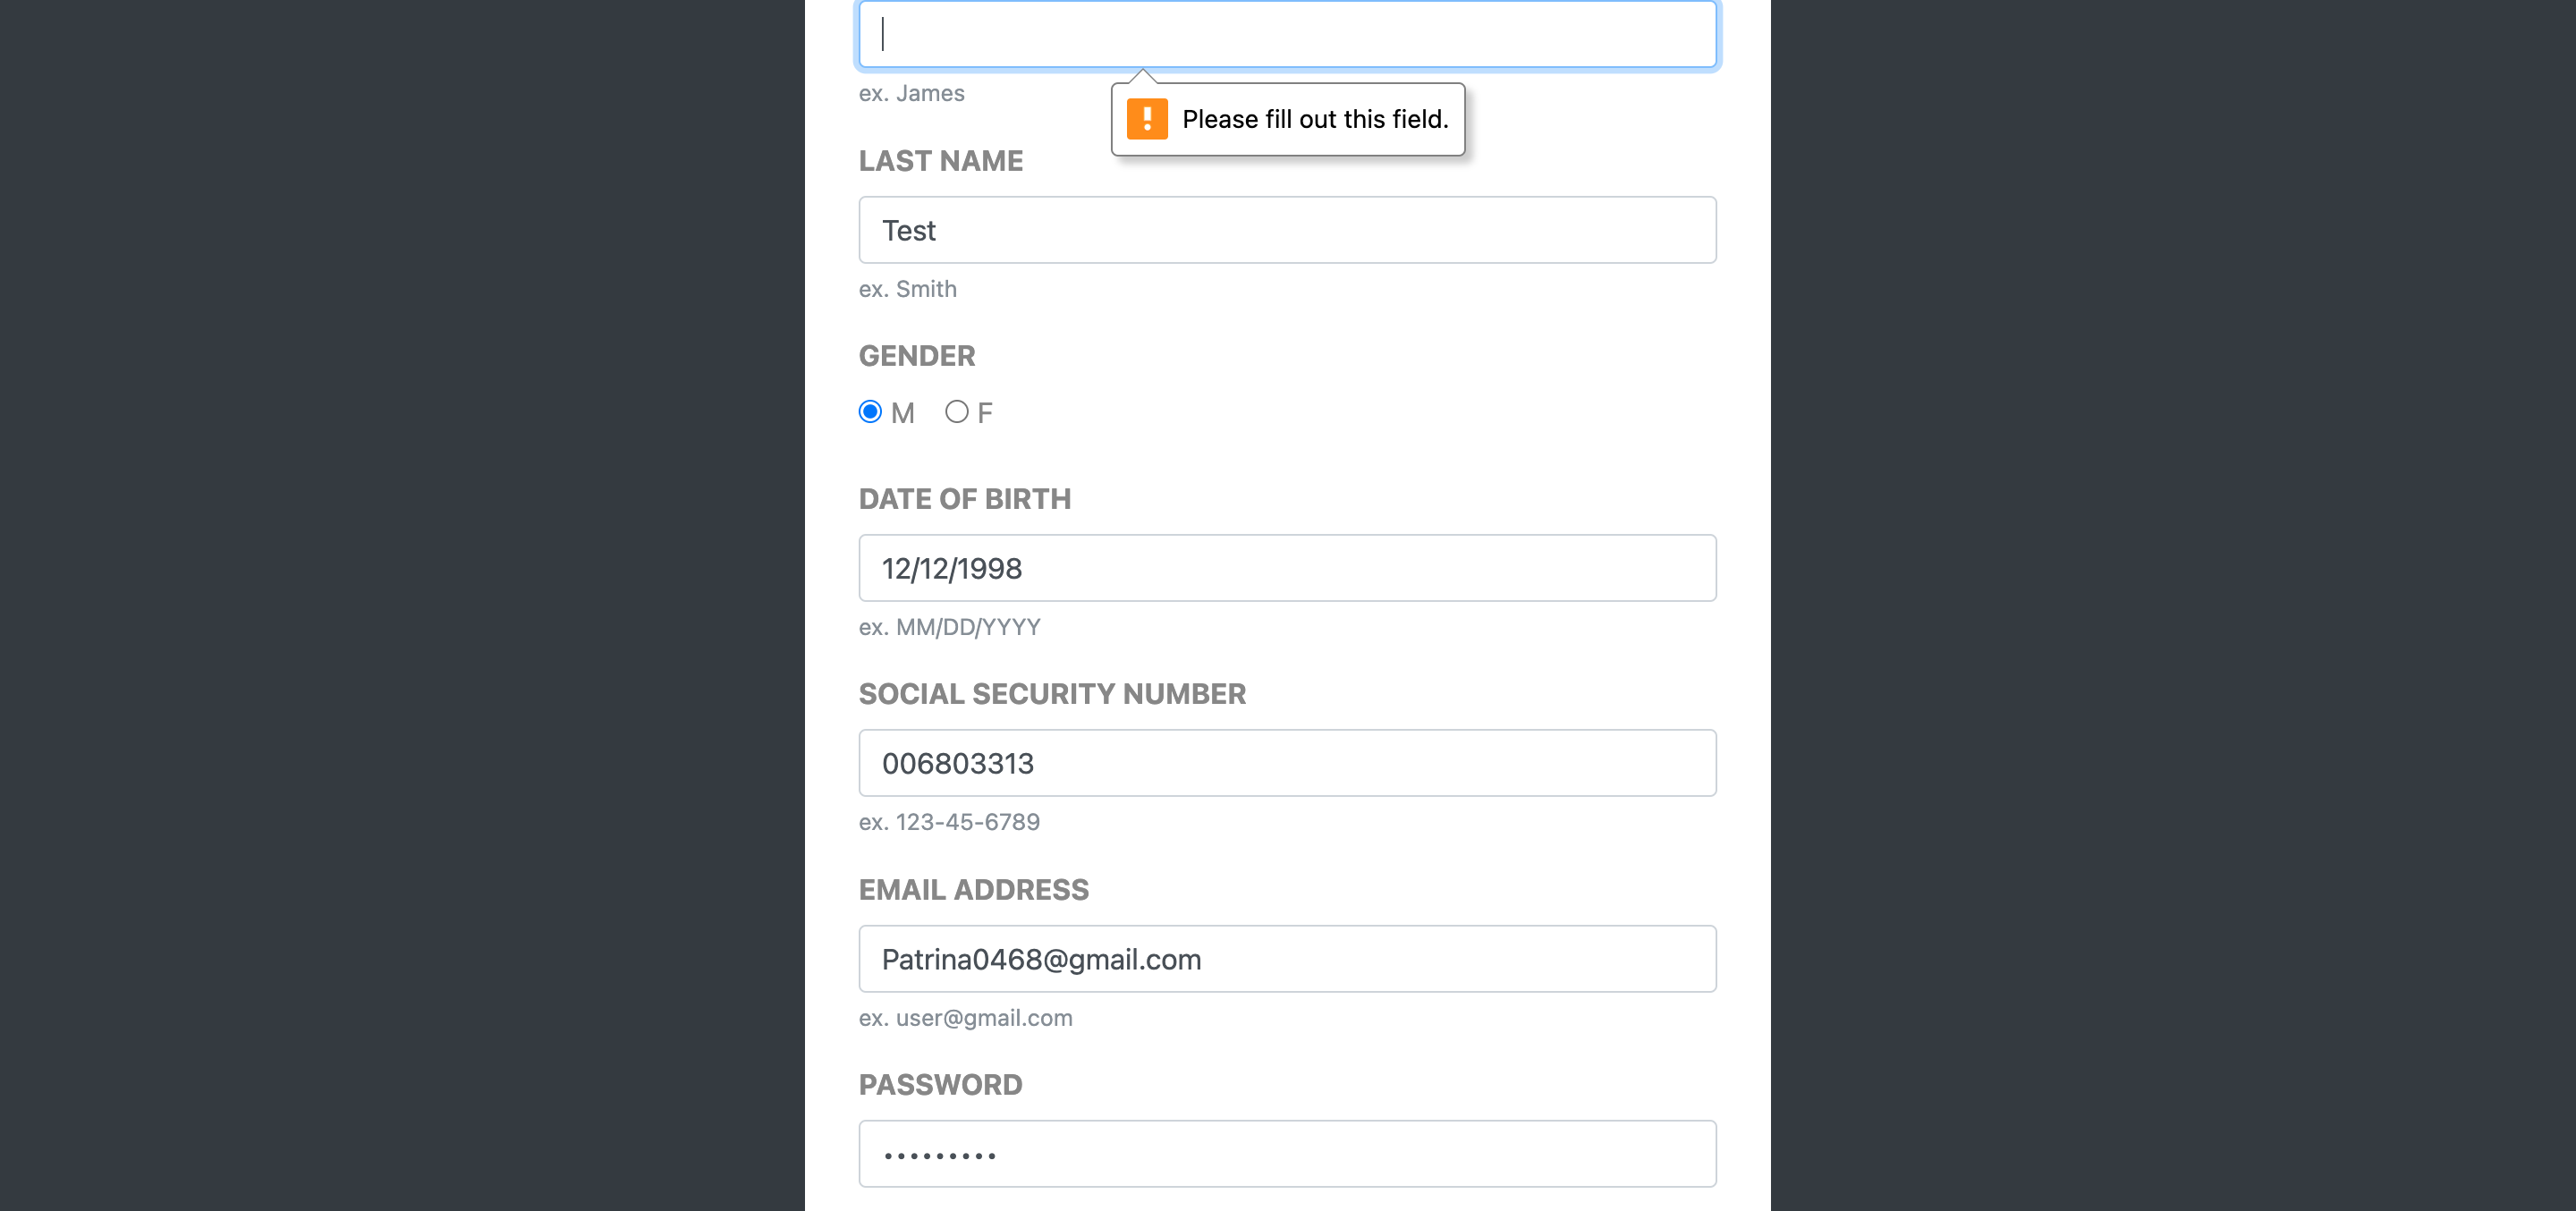 ex. James
Please fill out this field.
LAST NAME
Test
ex. Smith
GENDER
M F
DATE OF BIRTH
12/12/1998
ex. MM/DD/YYYY
SOCIAL SECURITY NUMBER
006803313
ex. 123-45-6789
EMAIL ADDRESS
Patrina0468@gmail.com
ex. user@gmail.com
PASSWORD
•••••••••